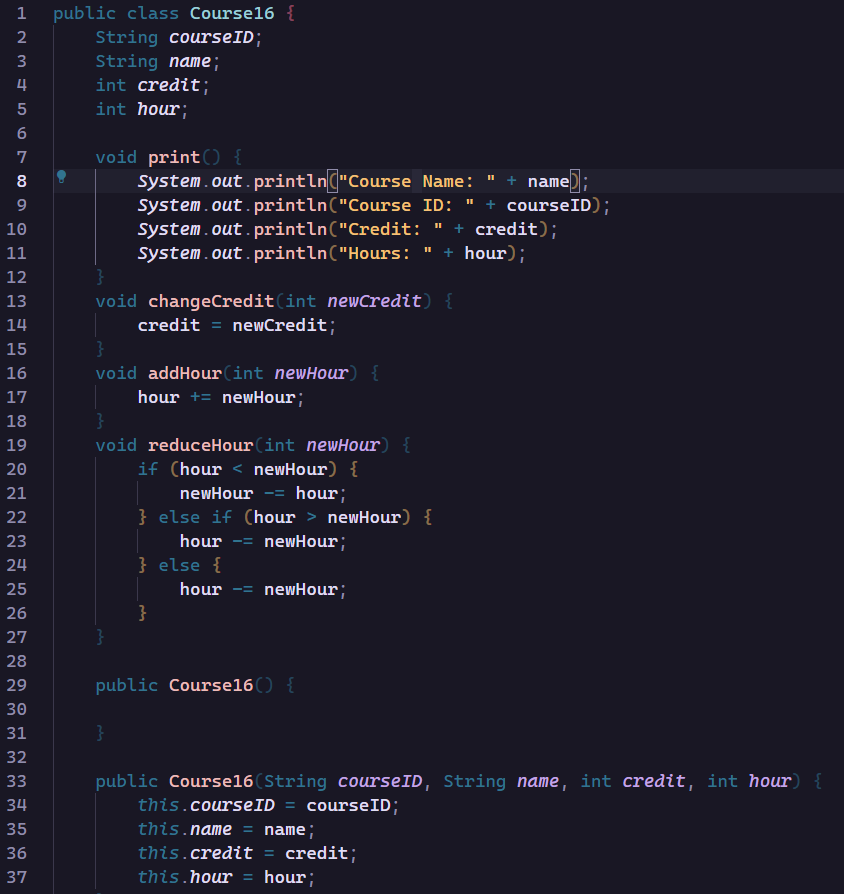 1 public class Course16 {
2     String courseID;
3     String name;
4     int credit;
5     int hour;
6
7     void print() {
8         System.out.println("Course Name: " + name);
9         System.out.println("Course ID: " + courseID);
10         System.out.println("Credit: " + credit);
11         System.out.println("Hours: " + hour);
12     }
13     void changeCredit(int newCredit) {
14         credit = newCredit;
15     }
16     void addHour(int newHour) {
17         hour += newHour;
18     }
19     void reduceHour(int newHour) {
20         if (hour < newHour) {
21             newHour -= hour;
22         } else if (hour > newHour) {
23             hour -= newHour;
24         } else {
25             hour -= newHour;
26         }
27     }
28
29     public Course16() {
30
31     }
32
33     public Course16(String courseID, String name, int credit, int hour) {
34         this.courseID = courseID;
35         this.name = name;
36         this.credit = credit;
37         this.hour = hour;